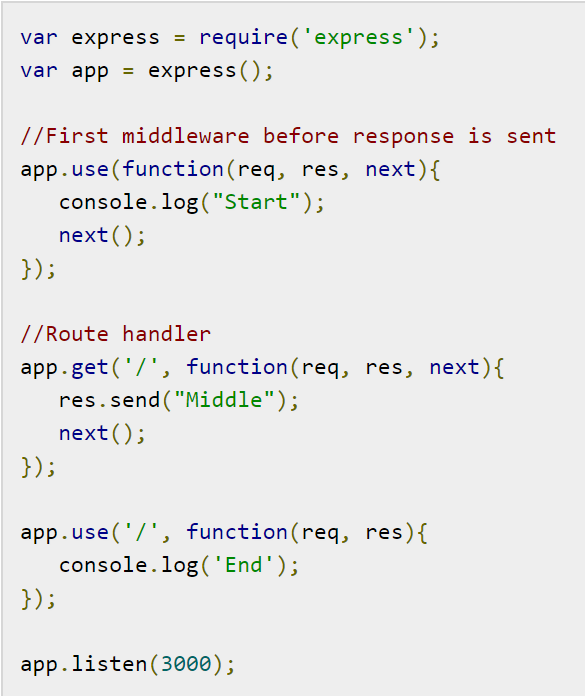 var express = require('express');
var app = express();

//First middleware before response is sent
app.use(function(req, res, next){
   console.log("Start");
   next();
});

//Route handler
app.get('/', function(req, res, next){
   res.send("Middle");
   next();
});

app.use('/', function(req, res){
   console.log('End');
});

app.listen(3000);